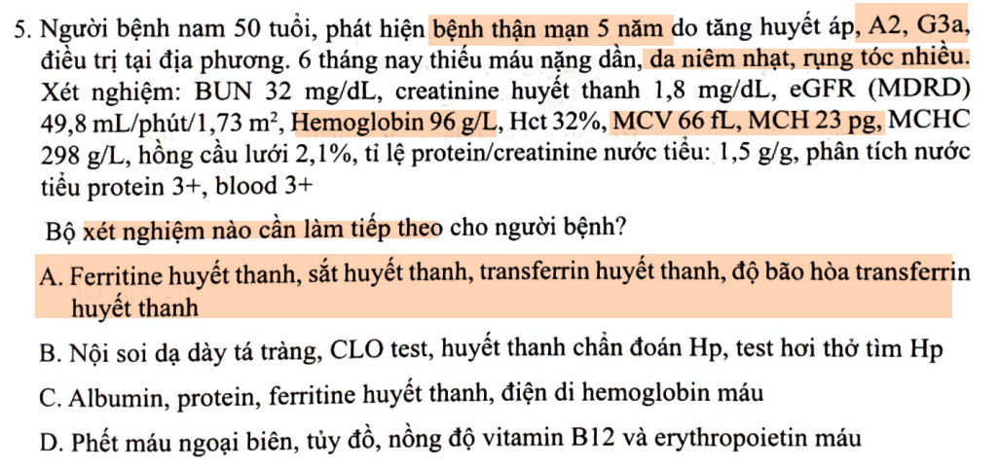 5. Người bệnh nam 50 tuổi, phát hiện bệnh thận mạn 5 năm do tăng huyết áp, A2, G3a,
điều trị tại địa phương. 6 tháng nay thiếu máu nặng dần, da niêm nhạt, rụng tóc nhiều.
Xét nghiệm: BUN 32 mg/dL, creatinine huyết thanh 1,8 mg/dL, eGFR (MDRD)
49,8 mL/phút/1,73 m², Hemoglobin 96 g/L, Hct 32%, MCV 66 fL, MCH 23 pg, MCHC
298 g/L, hồng cầu lưới 2,1%, tỉ lệ protein/creatinine nước tiểu: 1,5 g/g, phân tích nước
tiểu protein 3+, blood 3+
Bộ xét nghiệm nào cần làm tiếp theo cho người bệnh?
A. Ferritine huyết thanh, sắt huyết thanh, transferrin huyết thanh, độ bão hòa transferrin
huyết thanh
B. Nội soi dạ dày tá tràng, CLO test, huyết thanh chẩn đoán Hp, test hơi thở tìm Hp
C. Albumin, protein, ferritine huyết thanh, điện di hemoglobin máu
D. Phết máu ngoại biên, tủy đồ, nồng độ vitamin B12 và erythropoietin máu